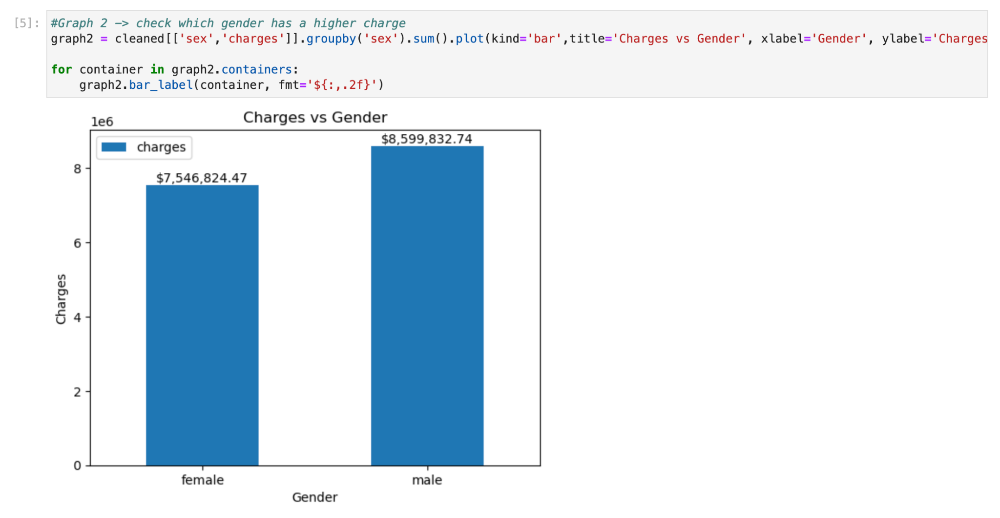 [5]: #Graph 2 -> check which gender has a higher charge
graph2 = cleaned[['sex','charges']].groupby('sex').sum().plot(kind='bar',title='Charges vs Gender', xlabel='Gender', ylabel='Charges
for container in graph2.containers:
graph2.bar_label(container, fmt='${:,.2f}')
Charges vs Gender
1e6
charges
$7,546,824.47
$8,599,832.74
8
6
4
2
0
Charges
female
male
Gender